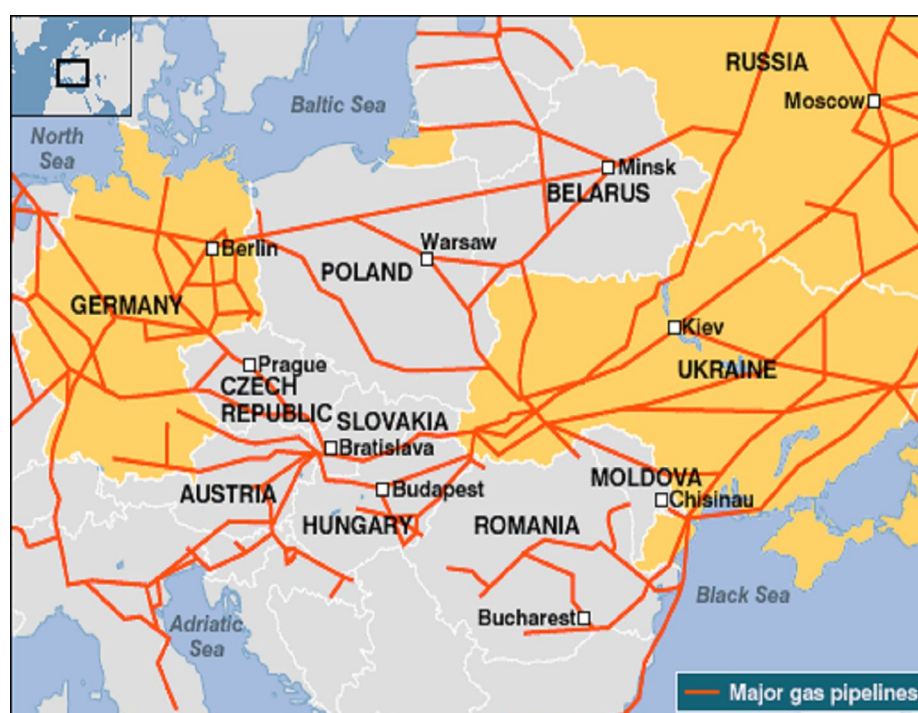 RUSSIA
Moscow
Baltic Sea
North
Sea
Minsk
BELARUS
Berlin
Warsaw
POLAND
GERMANY
Kiev
UKRAINE
Prague
CZECH
REPUBLIC
SLOVAKIA
Bratislava
AUSTRIA
Budapest
MOLDOVA
Chisinau
HUNGARY
ROMANIA
Black Sea
Bucharest
Adriatic
Sea
Major gas pipelines